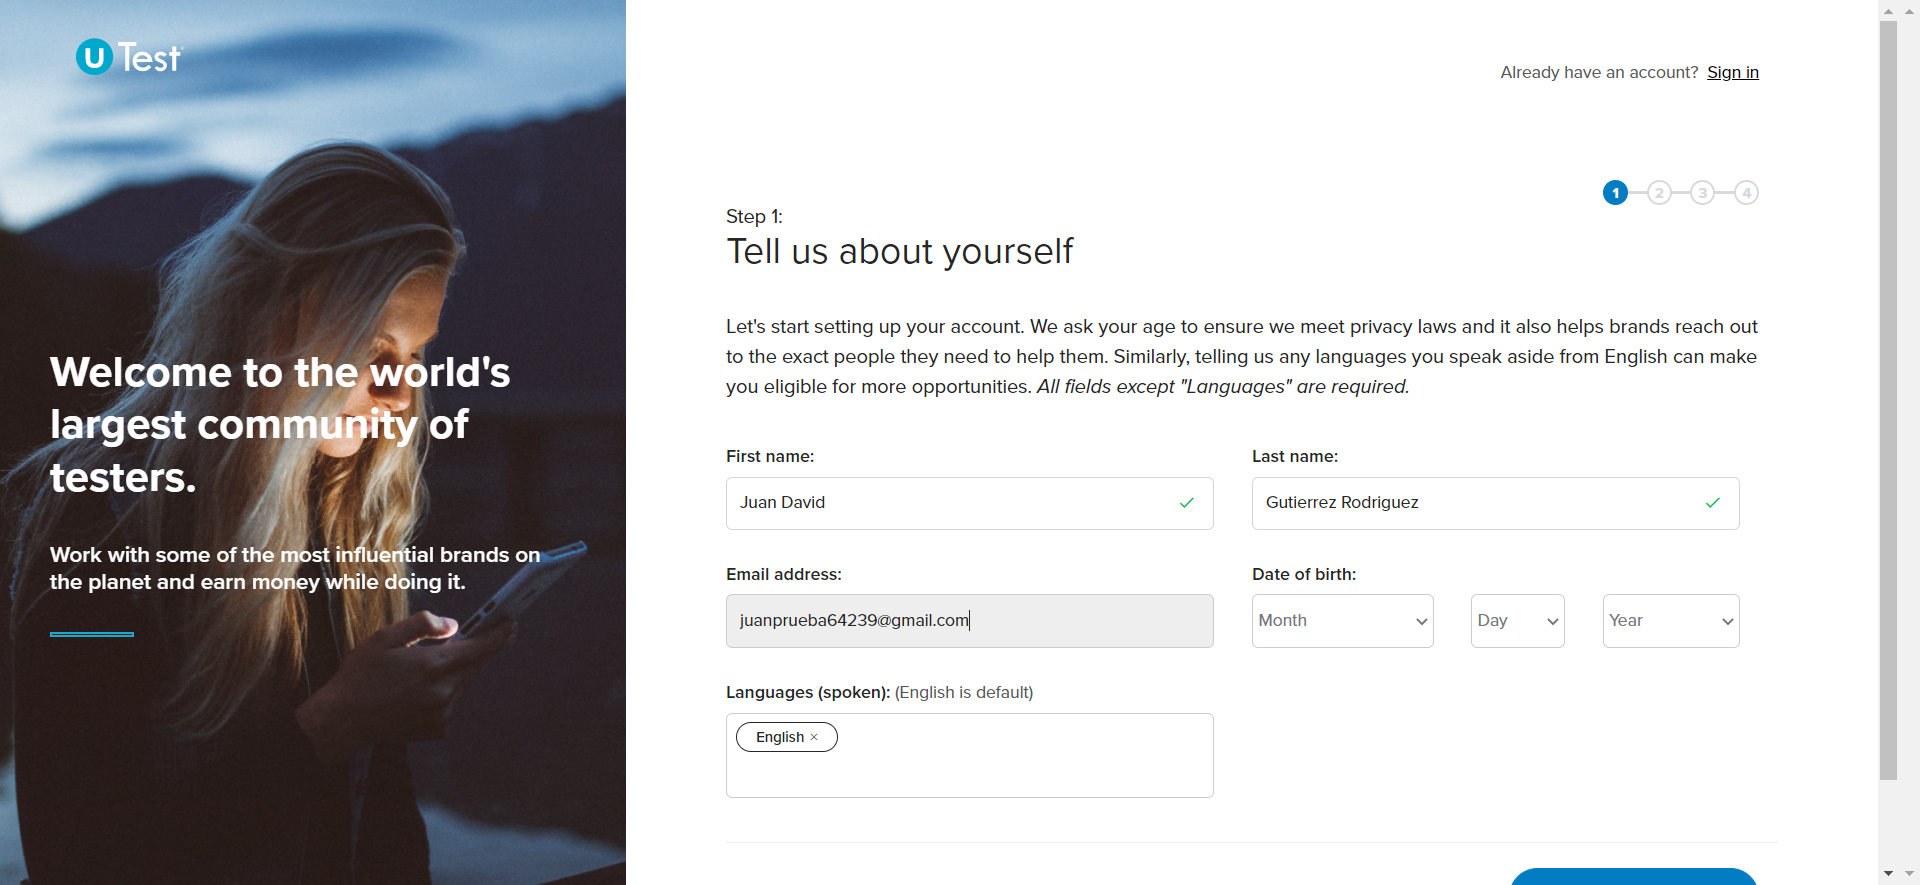 U Test
Welcome to the world's
largest community of
testers.
Work with some of the most influential brands on
the planet and earn money while doing it.
Already have an account? Sign in
1 2 3 4
Step 1:
Tell us about yourself
Let's start setting up your account. We ask your age to ensure we meet privacy laws and it also helps brands reach out
to the exact people they need to help them. Similarly, telling us any languages you speak aside from English can make
you eligible for more opportunities. All fields except "Languages" are required.
First name:
Last name:
Juan David
Gutierrez Rodriguez
Email address:
Date of birth:
juanprueba64239@gmail.com
Month
Day
Year
Languages (spoken): (English is default)
English ×